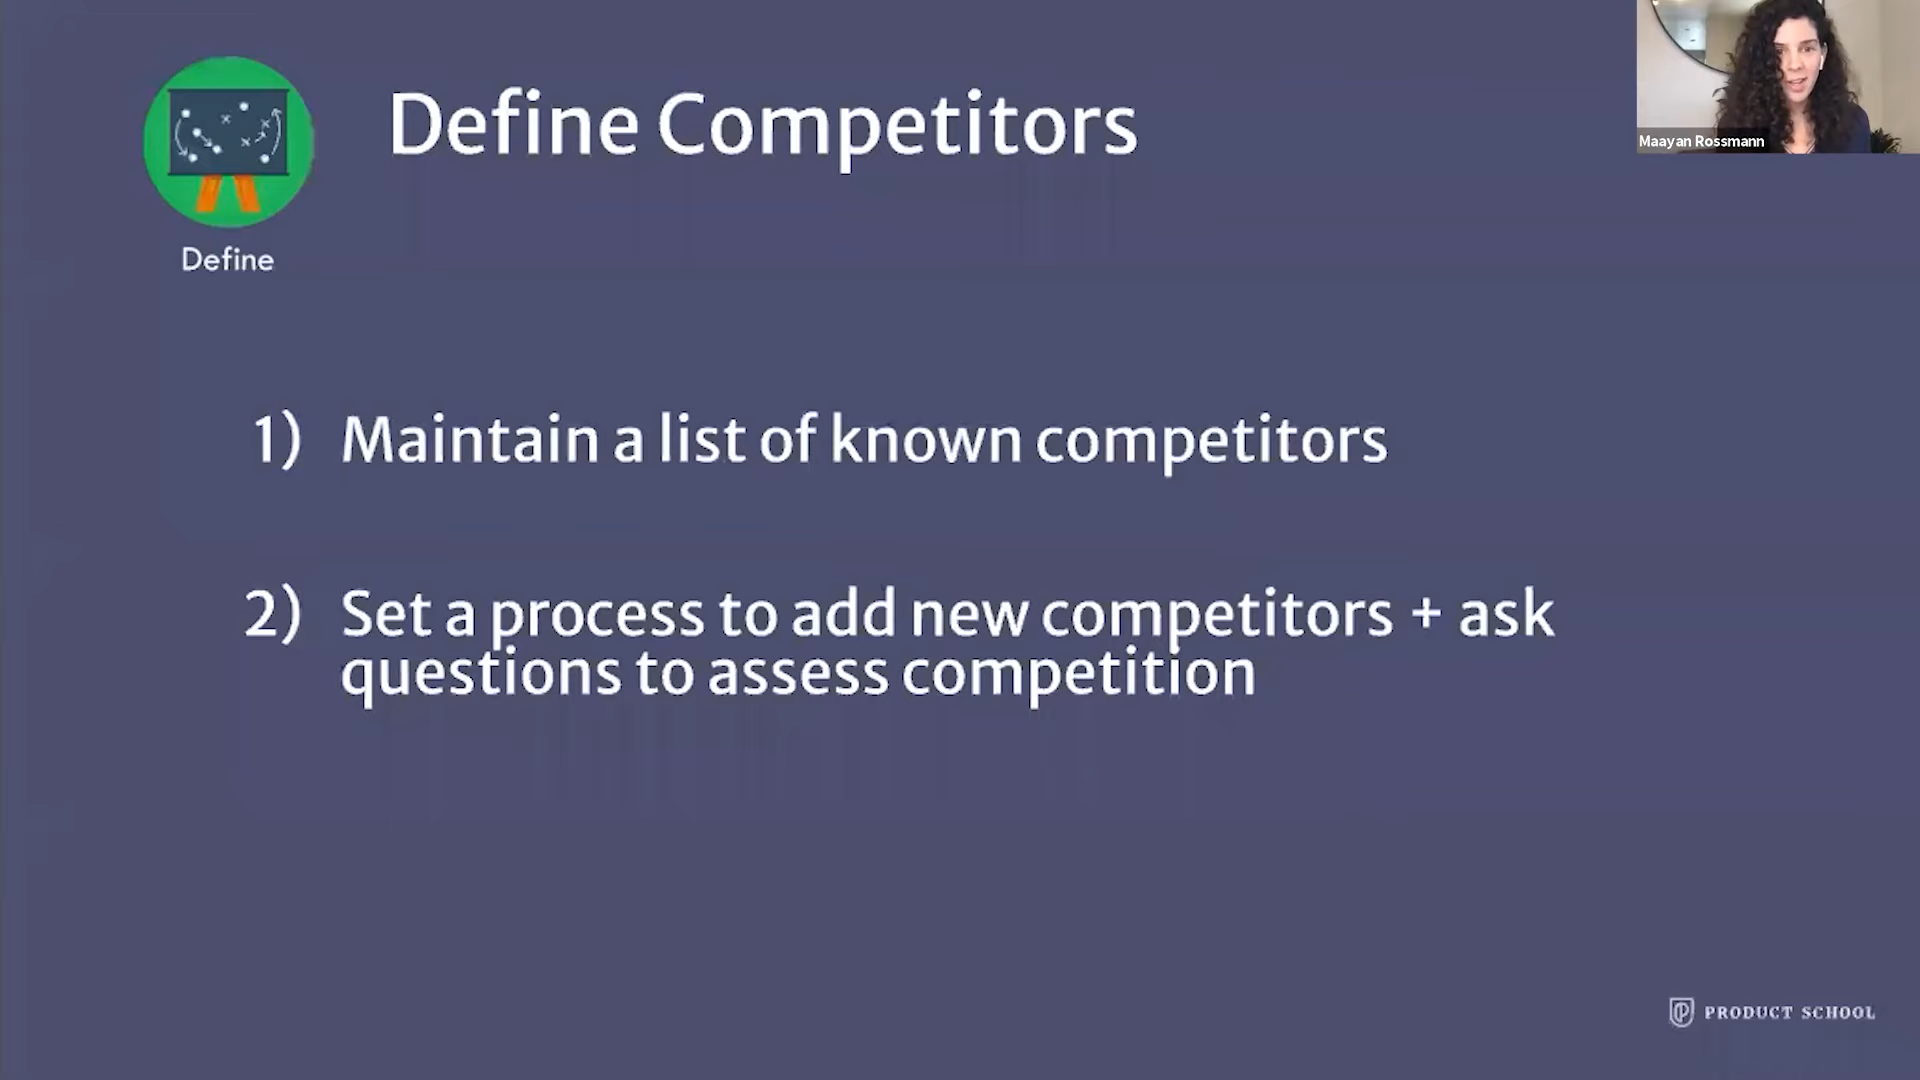 Define Competitors
Maayan Rossmann
Define
1) Maintain a list of known competitors
2) Set a process to add new competitors + ask
questions to assess competition
PRODUCT SCHOOL